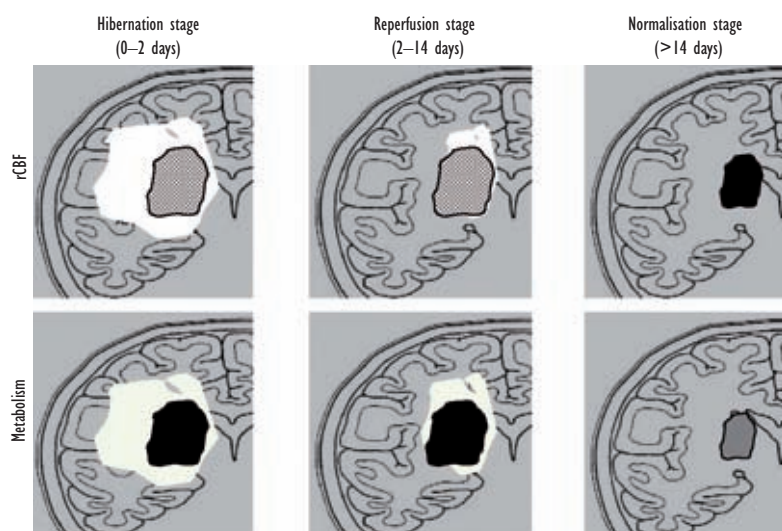 Hibernation stage
(0–2 days)
Reperfusion stage
(2–14 days)
Normalisation stage
(>14 days)
rCBF
Metabolism